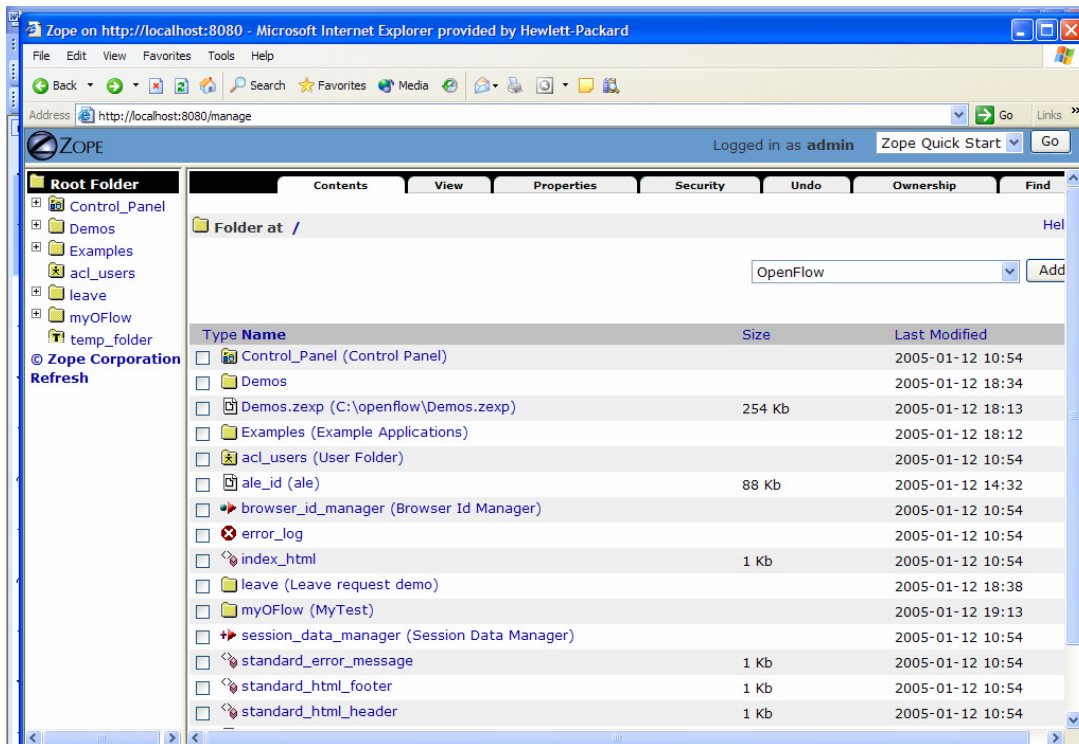 Zope on http://localhost:8080 - Microsoft Internet Explorer provided by Hewlett-Packard
File Edit View Favorites Tools Help
Back Search Favorites Media
Address http://localhost:8080/manage Go Links »
ZOPE Logged in as admin Zope Quick Start Go
Root Folder
Control_Panel
Demos
Examples
acl_users
leave
myOFlow
temp_folder
© Zope Corporation
Refresh
Contents View Properties Security Undo Ownership Find
Folder at / Hel
OpenFlow Add
Type Name Size Last Modified
Control_Panel (Control Panel) 2005-01-12 10:54
Demos 2005-01-12 18:34
Demos.zexp (C:\openflow\Demos.zexp) 254 Kb 2005-01-12 18:13
Examples (Example Applications) 2005-01-12 18:12
acl_users (User Folder) 2005-01-12 10:54
ale_id (ale) 88 Kb 2005-01-12 14:32
browser_id_manager (Browser Id Manager) 2005-01-12 10:54
error_log 2005-01-12 10:54
index_html 1 Kb 2005-01-12 10:54
leave (Leave request demo) 2005-01-12 18:38
myOFlow (MyTest) 2005-01-12 19:13
session_data_manager (Session Data Manager) 2005-01-12 10:54
standard_error_message 1 Kb 2005-01-12 10:54
standard_html_footer 1 Kb 2005-01-12 10:54
standard_html_header 1 Kb 2005-01-12 10:54